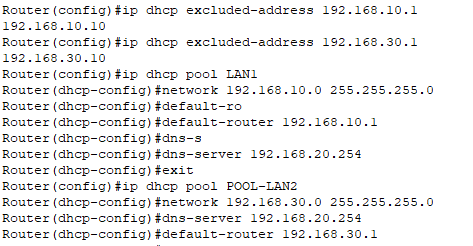 Router(config)#ip dhcp excluded-address 192.168.10.1
192.168.10.10
Router(config)#ip dhcp excluded-address 192.168.30.1
192.168.30.10
Router(config)#ip dhcp pool LAN1
Router(dhcp-config)#network 192.168.10.0 255.255.255.0
Router(dhcp-config)#default-ro
Router(dhcp-config)#default-router 192.168.10.1
Router(dhcp-config)#dns-s
Router(dhcp-config)#dns-server 192.168.20.254
Router(dhcp-config)#exit
Router(config)#ip dhcp pool POOL-LAN2
Router(dhcp-config)#network 192.168.30.0 255.255.255.0
Router(dhcp-config)#dns-server 192.168.20.254
Router(dhcp-config)#default-router 192.168.30.1